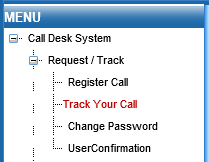 MENU
Call Desk System
Request / Track
Register Call
Track Your Call
Change Password
UserConfirmation